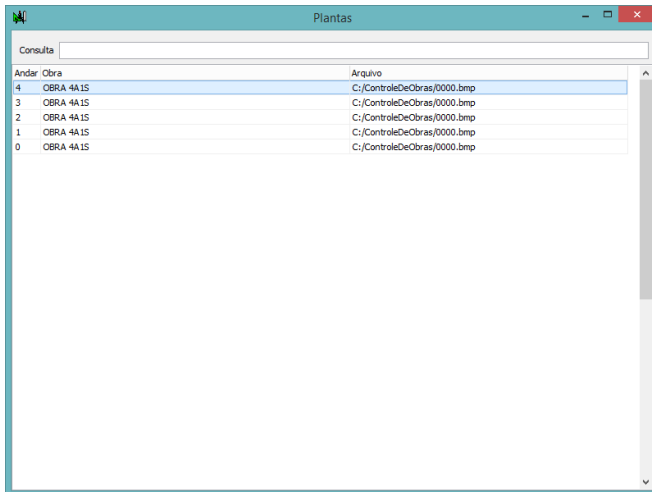 Plantas
Consulta
Andar Obra Arquivo
4 OBRA 4A1S C:/ControleDeObras/0000.bmp
3 OBRA 4A1S C:/ControleDeObras/0000.bmp
2 OBRA 4A1S C:/ControleDeObras/0000.bmp
1 OBRA 4A1S C:/ControleDeObras/0000.bmp
0 OBRA 4A1S C:/ControleDeObras/0000.bmp